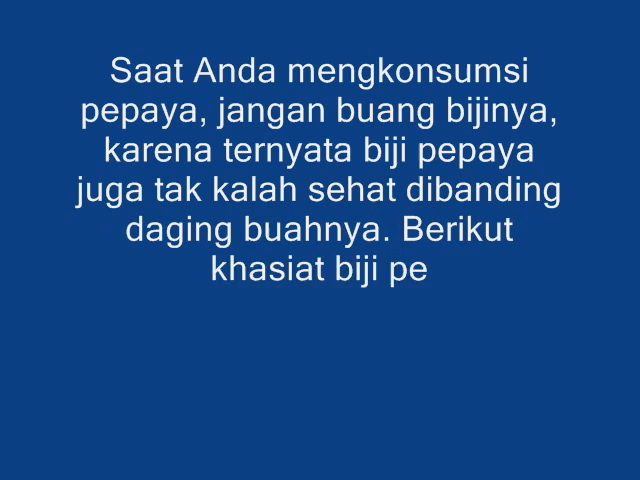 Saat Anda mengkonsumsi
pepaya, jangan buang bijinya,
karena ternyata biji pepaya
juga tak kalah sehat dibanding
daging buahnya. Berikut
khasiat biji pe